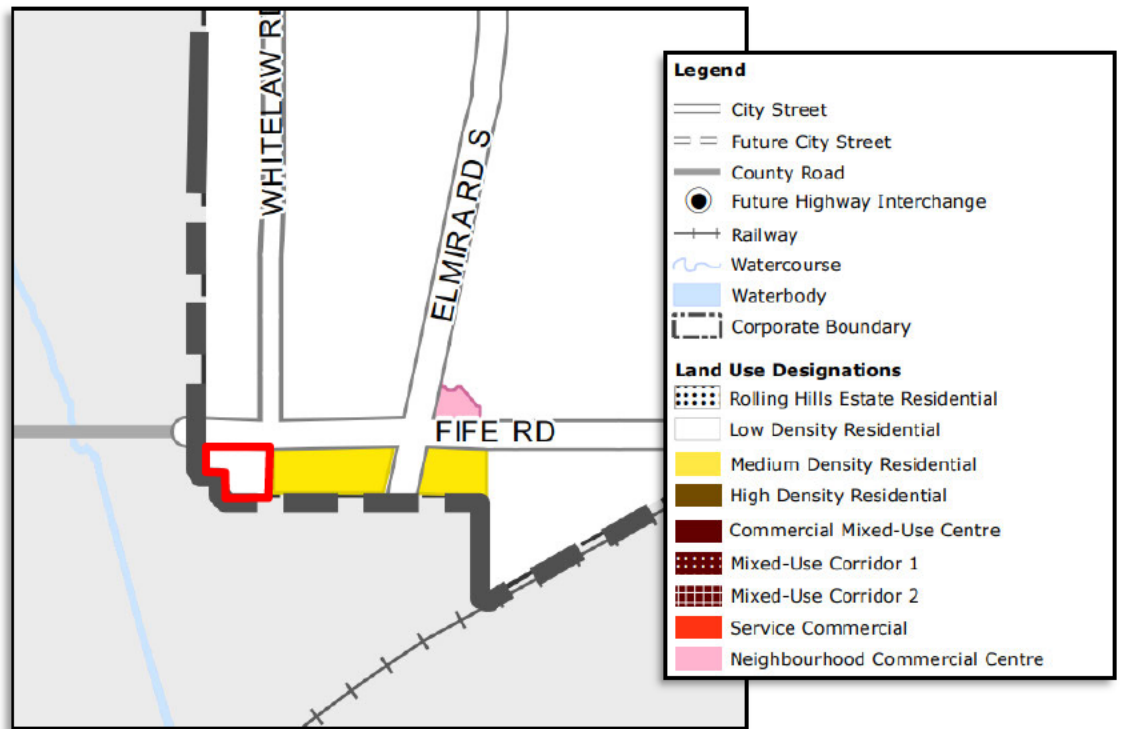 WHITELAW RD
ELMIRA RD S
FIFE RD
Legend
City Street
Future City Street
County Road
Future Highway Interchange
Railway
Watercourse
Waterbody
Corporate Boundary
Land Use Designations
Rolling Hills Estate Residential
Low Density Residential
Medium Density Residential
High Density Residential
Commercial Mixed-Use Centre
Mixed-Use Corridor 1
Mixed-Use Corridor 2
Service Commercial
Neighbourhood Commercial Centre